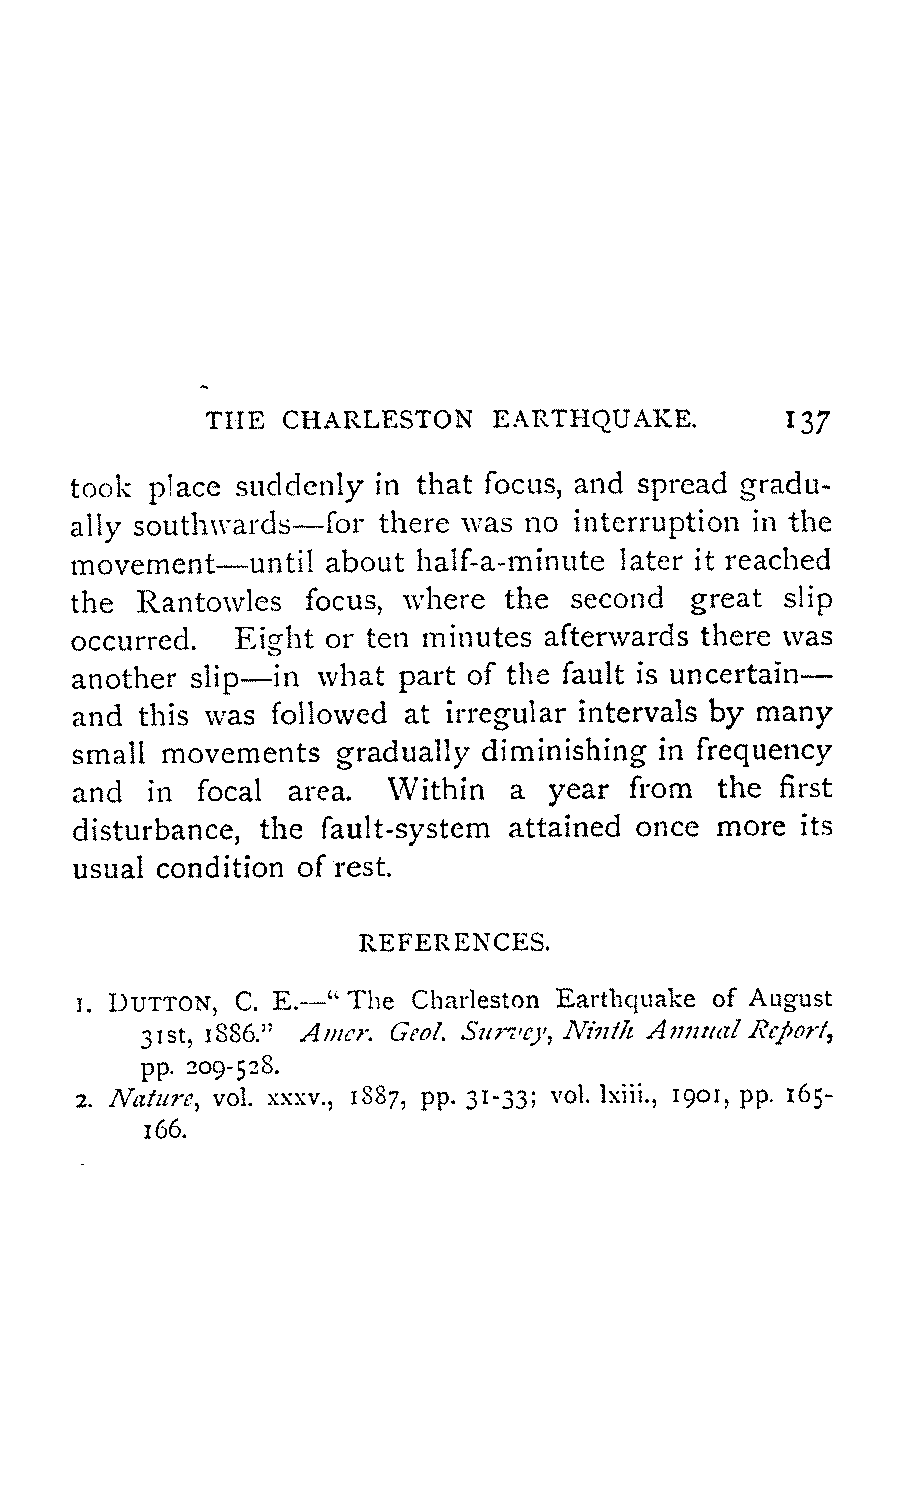 THE CHARLESTON EARTHQUAKE. 137
took place suddenly in that focus, and spread gradu-
ally southwards—for there was no interruption in the
movement—until about half-a-minute later it reached
the Rantowles focus, where the second great slip
occurred. Eight or ten minutes afterwards there was
another slip—in what part of the fault is uncertain—
and this was followed at irregular intervals by many
small movements gradually diminishing in frequency
and in focal area. Within a year from the first
disturbance, the fault-system attained once more its
usual condition of rest.
REFERENCES.
1. DUTTON, C. E.—"The Charleston Earthquake of August
31st, 1886." Amer. Geol. Survey, Ninth Annual Report,
pp. 209-528.
2. Nature, vol. xxxv., 1887, pp. 31-33; vol. lxiii., 1901, pp. 165-
166.